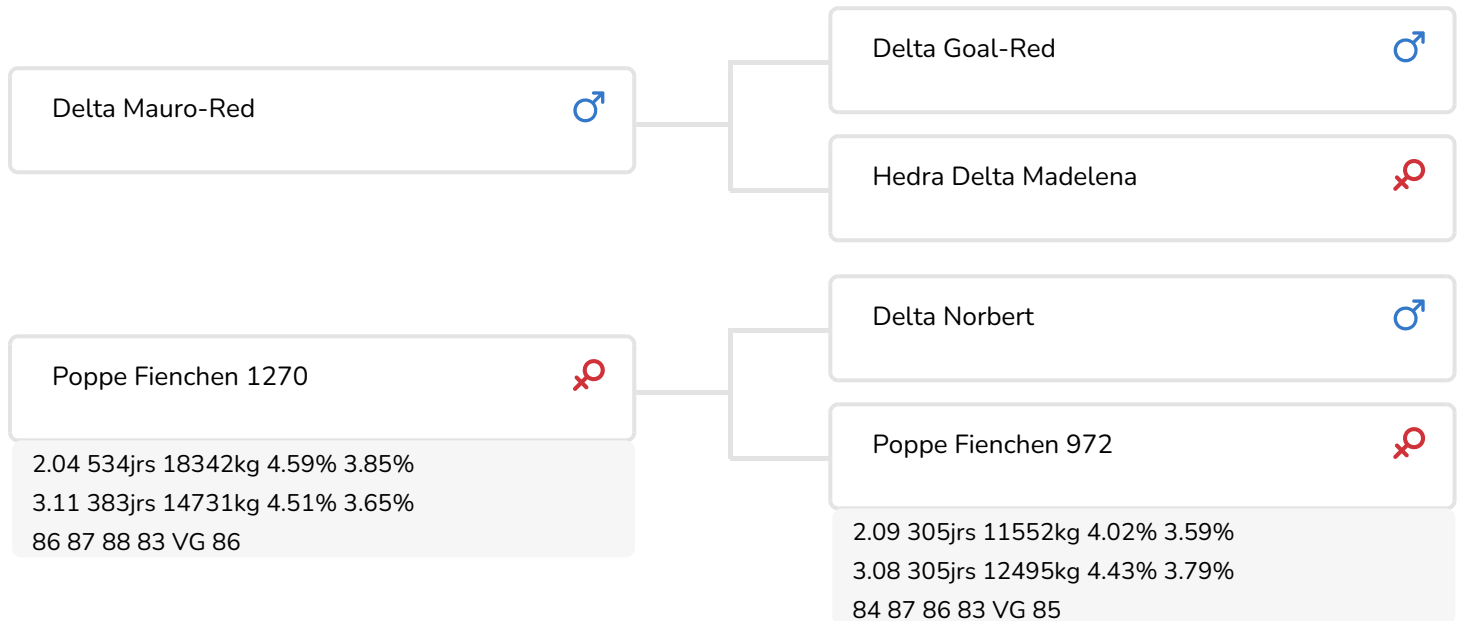 Delta Mauro-Red
Delta Goal-Red
Hedra Delta Madelena
Poppe Fienchen 1270
2.04 534jrs 18342kg 4.59% 3.85%
3.11 383jrs 14731kg 4.51% 3.65%
86 87 88 83 VG 86
Delta Norbert
Poppe Fienchen 972
2.09 305jrs 11552kg 4.02% 3.59%
3.08 305jrs 12495kg 4.43% 3.79%
84 87 86 83 VG 85